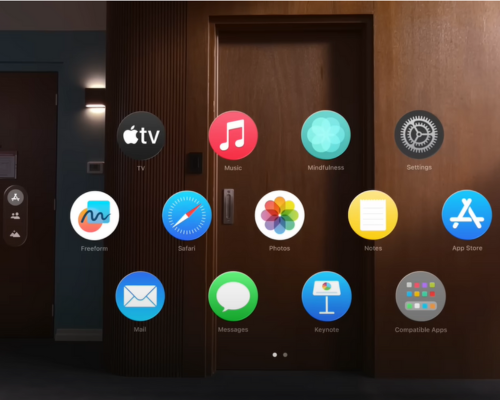 tv
TV
Music
Mindfulness
Settings
Freeform
Safari
Photos
Notes
App Store
Mail
Messages
Keynote
Compatible Apps